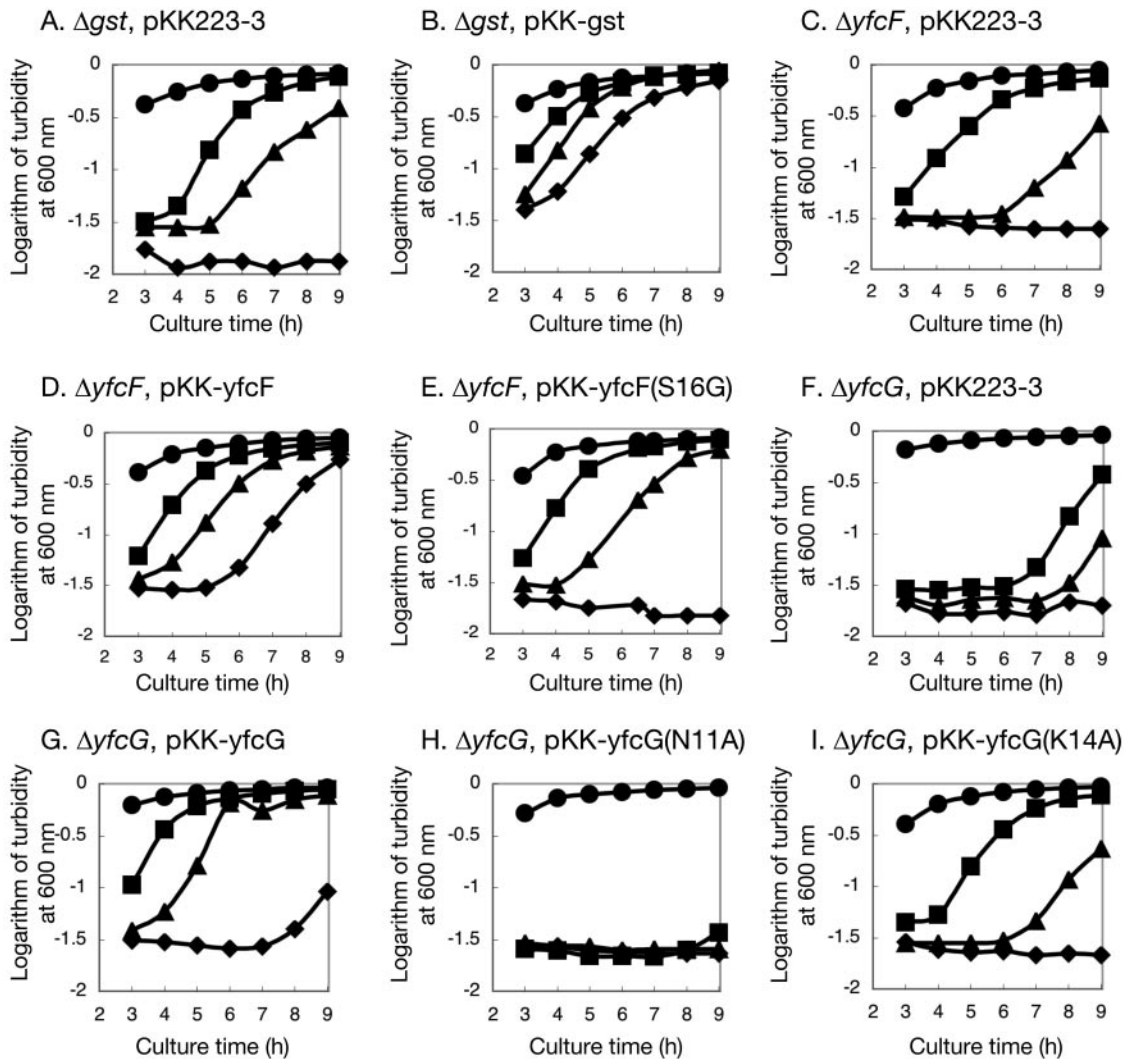 A. Δgst, pKK223-3
B. Δgst, pKK-gst
C. ΔyfcF, pKK223-3
Logarithm of turbidity
at 600 nm
0
-0.5
-1
-1.5
-2
2 3 4 5 6 7 8 9
Culture time (h)
Logarithm of turbidity
at 600 nm
0
-0.5
-1
-1.5
-2
2 3 4 5 6 7 8 9
Culture time (h)
Logarithm of turbidity
at 600 nm
0
-0.5
-1
-1.5
-2
2 3 4 5 6 7 8 9
Culture time (h)
D. ΔyfcF, pKK-yfcF
E. ΔyfcF, pKK-yfcF(S16G)
F. ΔyfcG, pKK223-3
Logarithm of turbidity
at 600 nm
0
-0.5
-1
-1.5
-2
2 3 4 5 6 7 8 9
Culture time (h)
Logarithm of turbidity
at 600 nm
0
-0.5
-1
-1.5
-2
2 3 4 5 6 7 8 9
Culture time (h)
Logarithm of turbidity
at 600 nm
0
-0.5
-1
-1.5
-2
2 3 4 5 6 7 8 9
Culture time (h)
G. ΔyfcG, pKK-yfcG
H. ΔyfcG, pKK-yfcG(N11A)
I. ΔyfcG, pKK-yfcG(K14A)
Logarithm of turbidity
at 600 nm
0
-0.5
-1
-1.5
-2
2 3 4 5 6 7 8 9
Culture time (h)
Logarithm of turbidity
at 600 nm
0
-0.5
-1
-1.5
-2
2 3 4 5 6 7 8 9
Culture time (h)
Logarithm of turbidity
at 600 nm
0
-0.5
-1
-1.5
-2
2 3 4 5 6 7 8 9
Culture time (h)